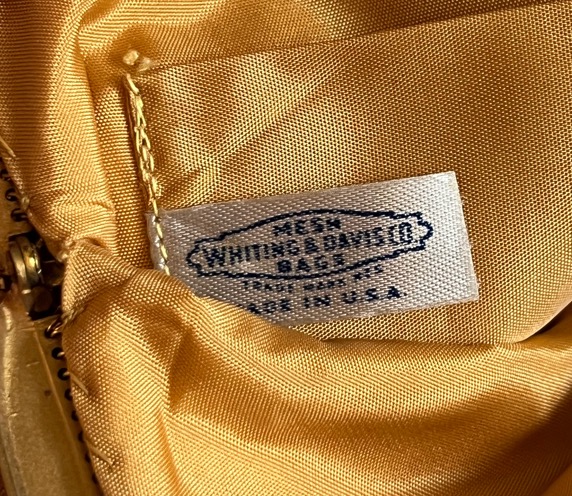 MESH
WHITING & DAVIS CO
BAGS
TRADE MARK REG
MADE IN U.S.A.